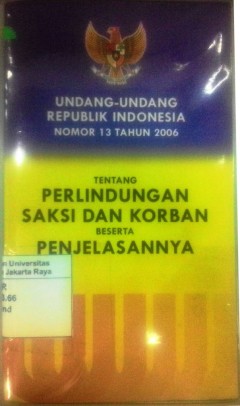 UNDANG-UNDANG
REPUBLIK INDONESIA
NOMOR 13 TAHUN 2006
TENTANG
PERLINDUNGAN
SAKSI DAN KORBAN
BESERTA
PENJELASANNYA
n Universitas
Jakarta Raya
R
.66
nd